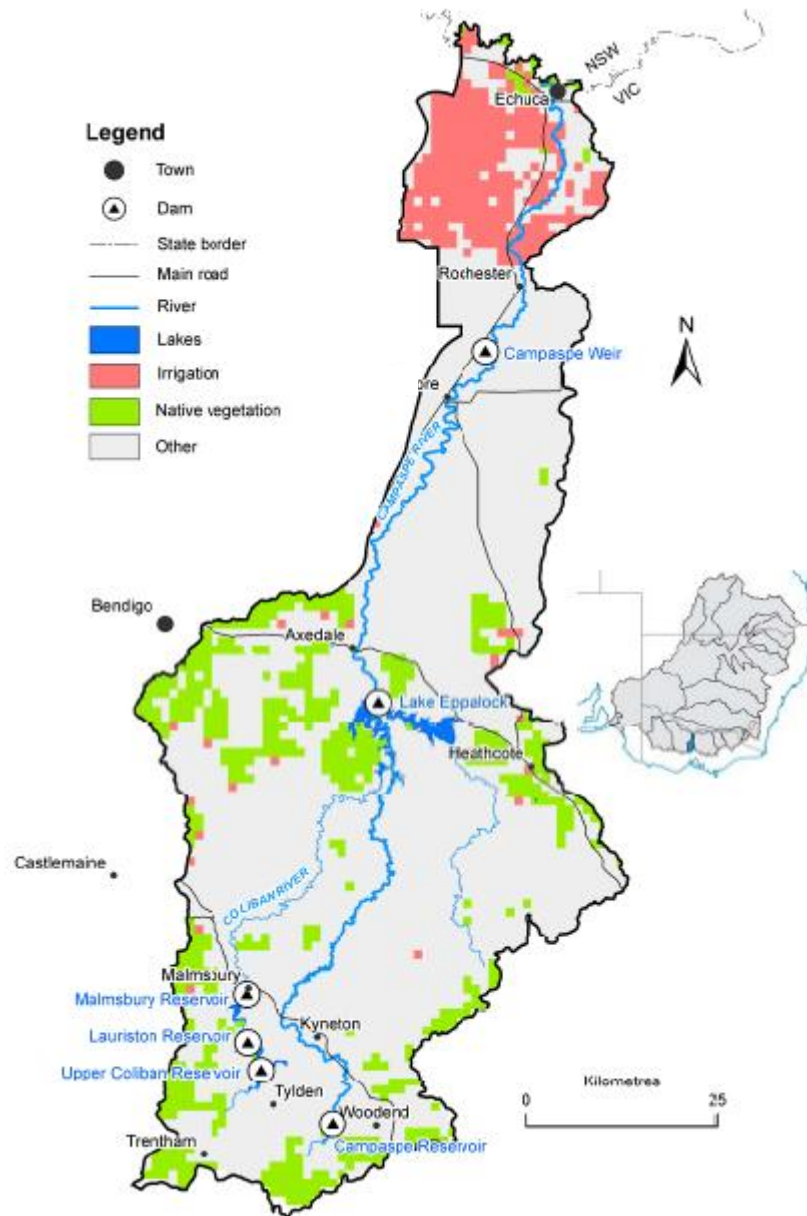 NSW
VIC
Echuca
Legend
Town
Dam
State border
Main road
River
Lakes
Irrigation
Native vegetation
Other
Rochester
N
Campaspe Weir
ore
CAMPASPE RIVER
Bendigo
Axedale
Lake Eppalock
Heathcote
Castlemaine
COLIBAN RIVER
Malmsbury
Malmsbury Reservoir
Lauriston Reservoir
Kyneton
Upper Coliban Reservoir
Tylden
Kilometres
0 25
Woodend
Trentham
Campaspe Reservoir